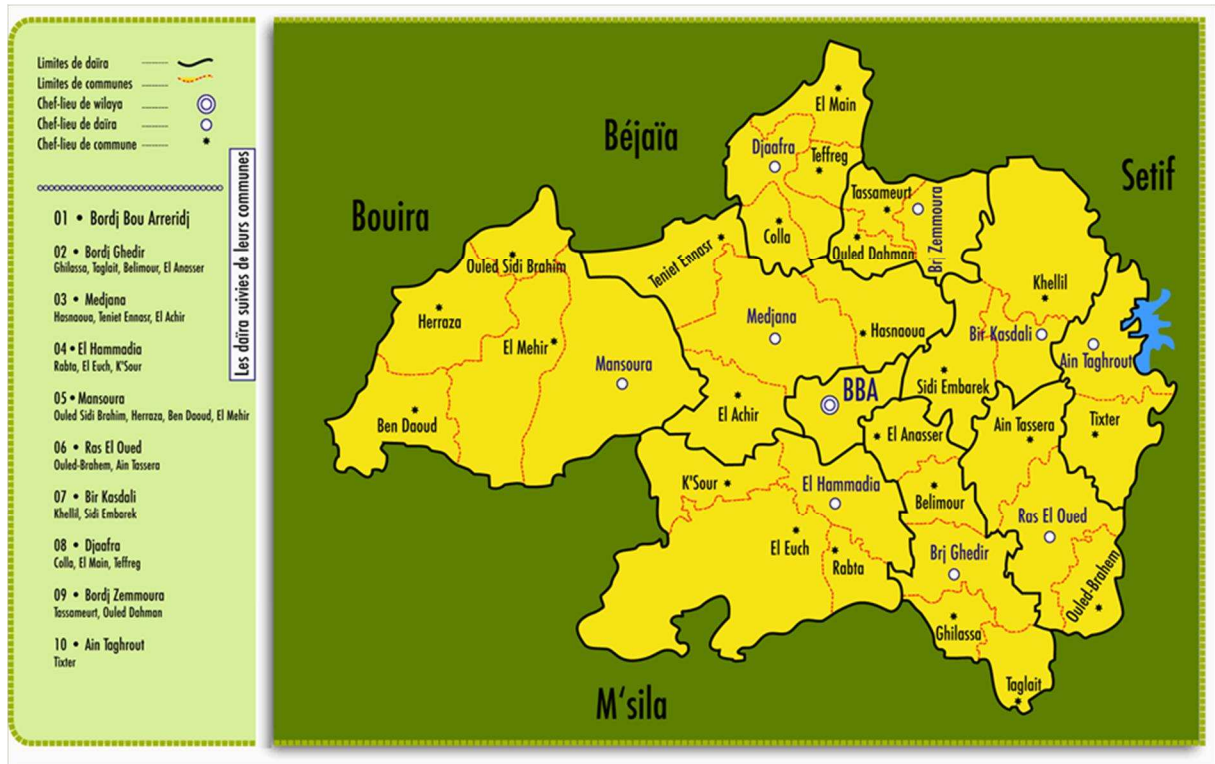 Limites de daïra
Limites de communes
Chef-lieu de wilaya
Chef-lieu de daïra
Chef-lieu de commune
Les daïra suivies de leurs communes
01 • Bordj Bou Arreridj
02 • Bordj Ghedir
Ghilassa, Taglait, Belimour, El Anasser
03 • Medjana
Hasnaoua, Teniet Ennasr, El Achir
04 • El Hammadia
Rabta, El Euch, K'Sour
05 • Mansoura
Ouled Sidi Brahim, Herraza, Ben Daoud, El Mehir
06 • Ras El Oued
Ouled-Brahem, Ain Tassera
07 • Bir Kasdali
Khellil, Sidi Embarek
08 • Djaafra
Colla, El Main, Teffreg
09 • Bordj Zemmoura
Tassameurt, Ouled Dahman
10 • Ain Taghrout
Tixter
Béjaïa
Setif
Bouira
M'sila
El Main
Djaafra
Teffreg
Tassameurt
Brj Zemmoura
Colla
Ouled Dahman
Teniel Ennasr
Ouled Sidi Brahim
Khellil
Herraza
Medjana
Hasnaoua
Bir Kasdali
El Mehir
Mansoura
Ain Taghrout
BBA
Sidi Embarek
El Achir
Ben Daoud
El Anasser
Ain Tassera
Tixter
K'Sour
El Hammadia
Belimour
Ras El Oued
El Euch
Rabta
Brj Ghedir
Ouled-Brahem
Ghilassa
Taglait